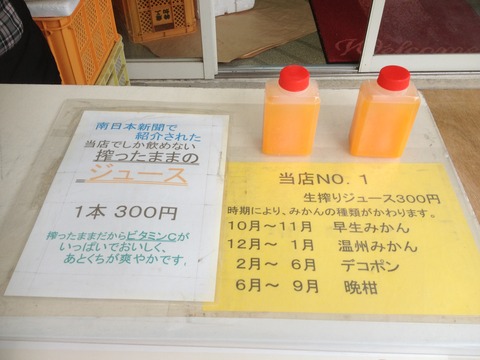 南日本新聞で
紹介された
当店でしか飲めない
搾ったままの
ジュース
1本 300円
搾ったままだからビタミンCが
いっぱいでおいしく、
あとくちが爽やかです。
当店NO.1
生搾りジュース300円
時期により、みかんの種類がかわります。
10月～11月 早生みかん
12月～ 1月 温州みかん
2月～ 6月 デコポン
6月～ 9月 晩柑
Welcome